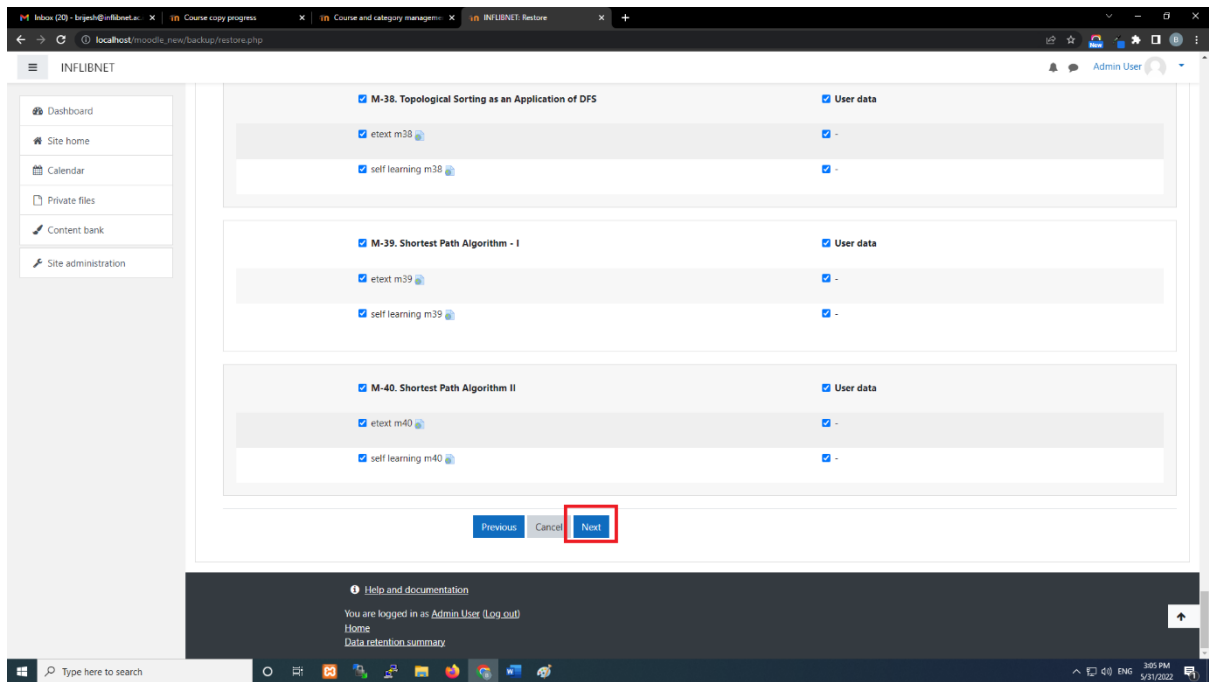 Inbox (20) - brijesh@inflibnet.ac. X
Course copy progress X
Course and category manageme X
INFLIBNET: Restore X +
localhost/moodle_new/backup/restore.php
New
B
INFLIBNET
Admin User
Dashboard
Site home
Calendar
Private files
Content bank
Site administration
M-38. Topological Sorting as an Application of DFS User data
etext m38 -
self learning m38 -
M-39. Shortest Path Algorithm - I User data
etext m39 -
self learning m39 -
M-40. Shortest Path Algorithm II User data
etext m40 -
self learning m40 -
Previous Cancel Next
Help and documentation
You are logged in as Admin User (Log out)
Home
Data retention summary
Type here to search
ENG
3:05 PM
5/31/2022